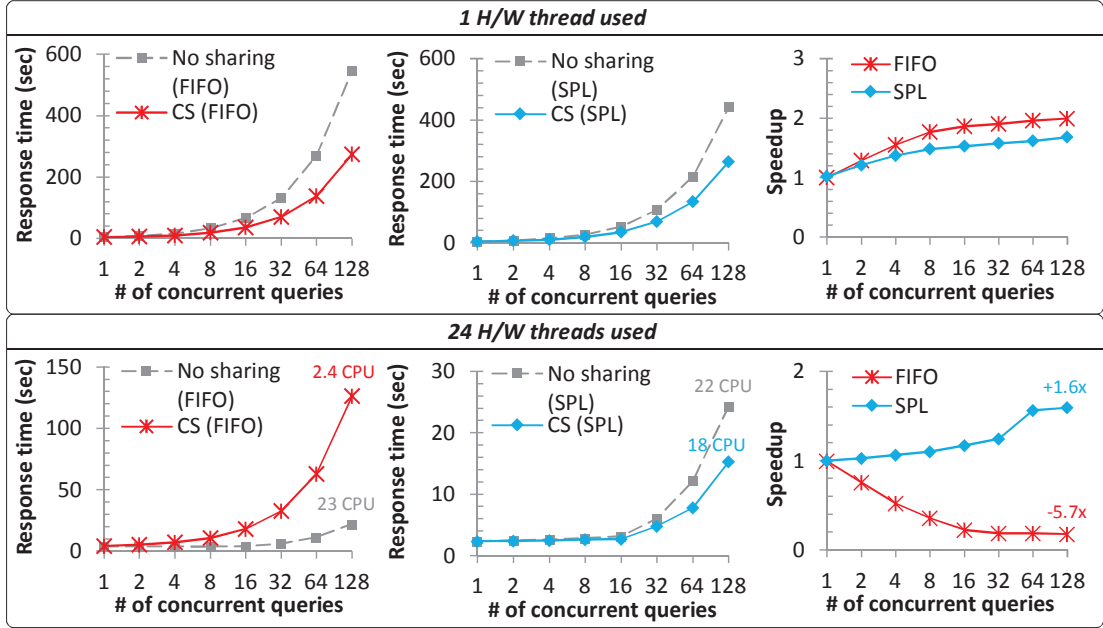 1 H/W thread used
Response time (sec)
600
400
200
0
No sharing
(FIFO)
CS (FIFO)
1 2 4 8 16 32 64 128
# of concurrent queries
Response time (sec)
600
400
200
0
No sharing
(SPL)
CS (SPL)
1 2 4 8 16 32 64 128
# of concurrent queries
Speedup
3
2
1
0
FIFO
SPL
1 2 4 8 16 32 64 128
# of concurrent queries
24 H/W threads used
Response time (sec)
150
100
50
0
No sharing
(FIFO)
CS (FIFO)
2.4 CPU
23 CPU
1 2 4 8 16 32 64 128
# of concurrent queries
Response time (sec)
30
20
10
0
No sharing
(SPL)
CS (SPL)
22 CPU
18 CPU
1 2 4 8 16 32 64 128
# of concurrent queries
Speedup
2
1
0
FIFO
SPL
+1.6x
-5.7x
1 2 4 8 16 32 64 128
# of concurrent queries